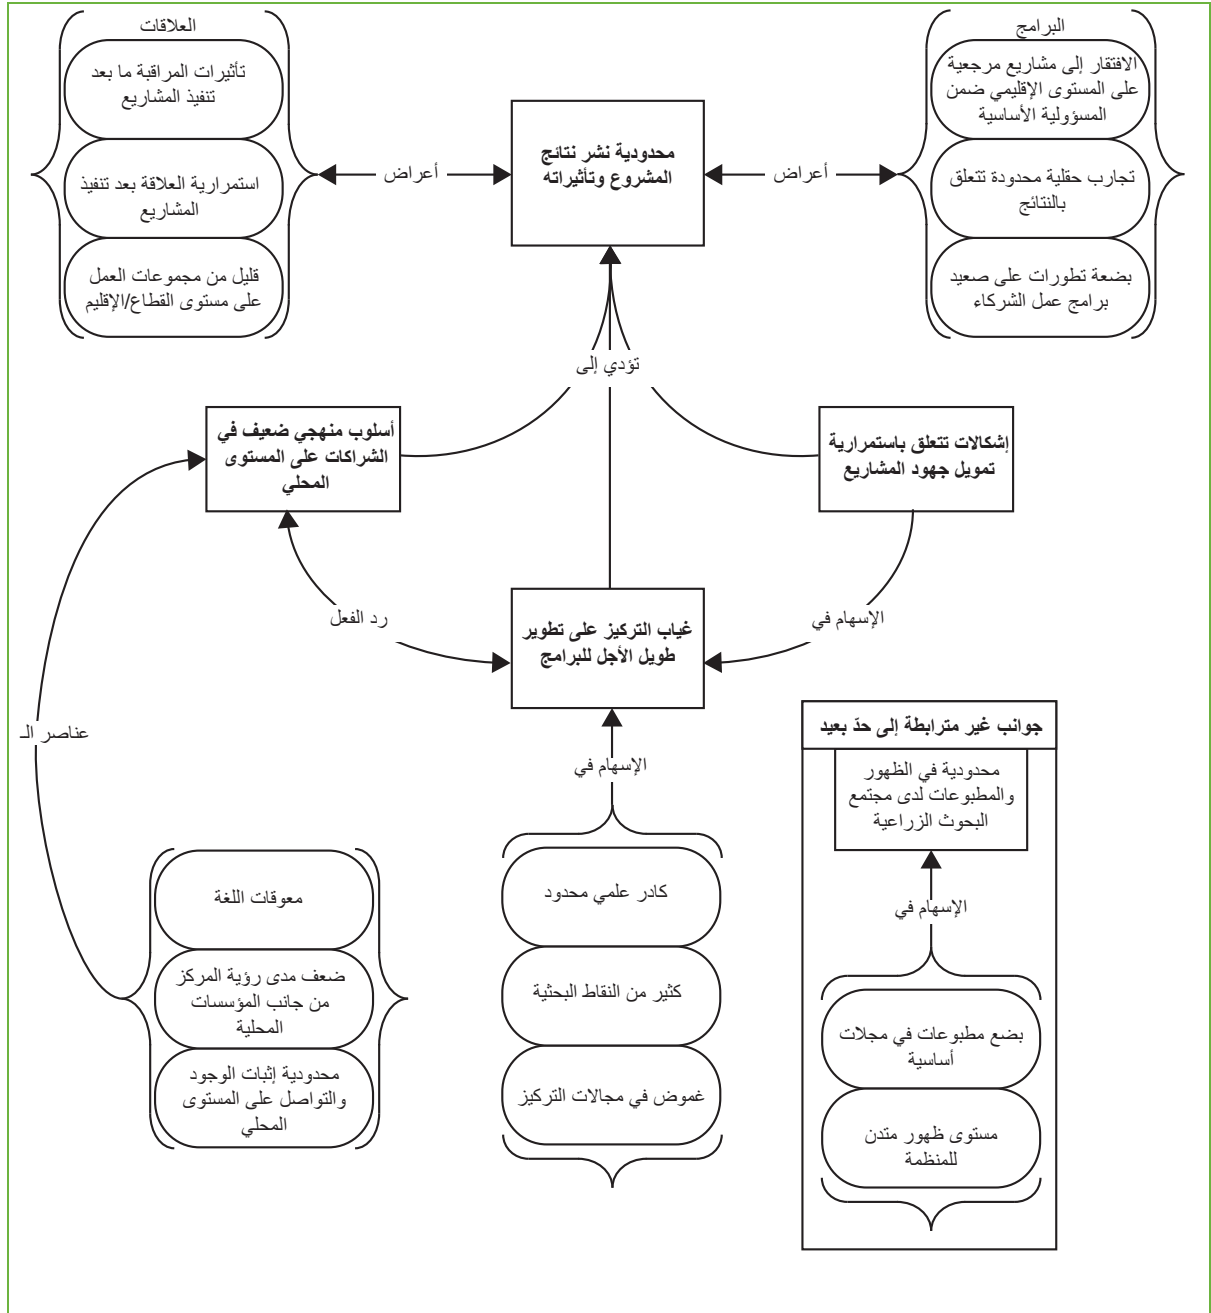 البرامج
الافتقار إلى مشاريع مرجعية
على المستوى الإقليمي ضمن
المسؤولية الأساسية
تجارب حقلية محدودة تتعلق
بالنتائج
بضعة تطورات على صعيد
برامج عمل الشركاء
أعراض
محدودية نشر نتائج
المشروع وتأثيراته
أعراض
العلاقات
تأثيرات المراقبة ما بعد
تنفيذ المشاريع
استمرارية العلاقة بعد تنفيذ
المشاريع
قليل من مجموعات العمل
على مستوى القطاع/الإقليم
تؤدي إلى
إشكالات تتعلق باستمرارية
تمويل جهود المشاريع
أسلوب منهجي ضعيف في
الشراكات على المستوى
المحلي
الإسهام في
غياب التركيز على تطوير
طويل الأجل للبرامج
رد الفعل
عناصر الـ
جوانب غير مترابطة إلى حدّ بعيد
محدودية في الظهور
والمطبوعات لدى مجتمع
البحوث الزراعية
الإسهام في
بضع مطبوعات في مجلات
أساسية
مستوى ظهور متدن
للمنظمة
الإسهام في
كادر علمي محدود
كثير من النقاط البحثية
غموض في مجالات التركيز
معوقات اللغة
ضعف مدى رؤية المركز
من جانب المؤسسات
المحلية
محدودية إثبات الوجود
والتواصل على المستوى
المحلي